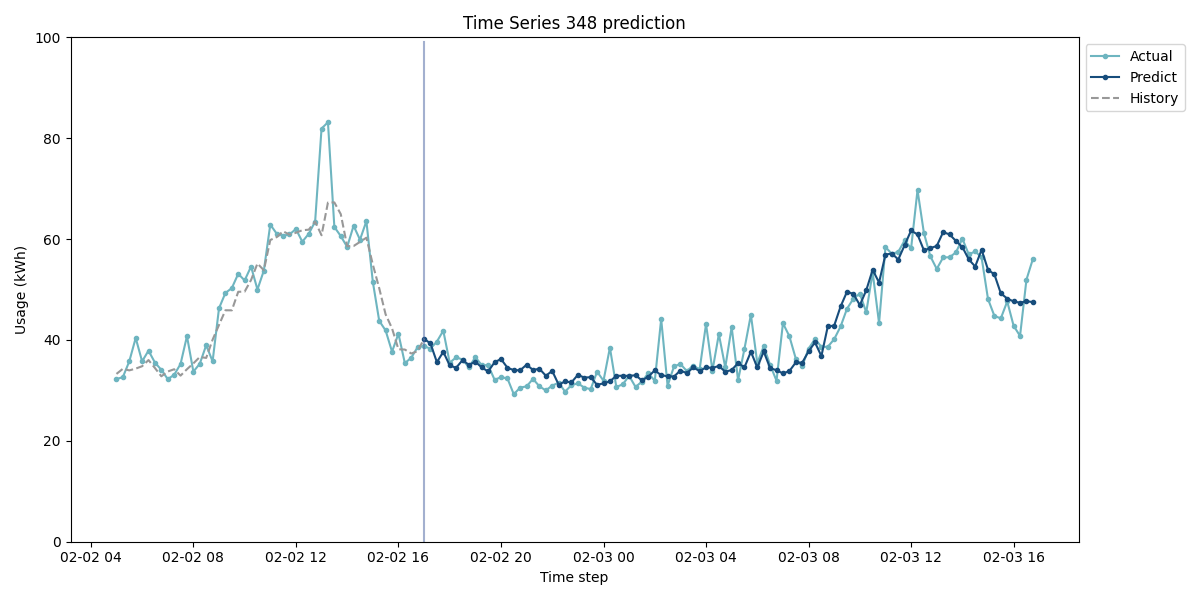 Time Series 348 prediction
100
80
60
40
20
0
Usage (kWh)
02-02 04
02-02 08
02-02 12
02-02 16
02-02 20
02-03 00
02-03 04
02-03 08
02-03 12
02-03 16
Time step
Actual
Predict
History